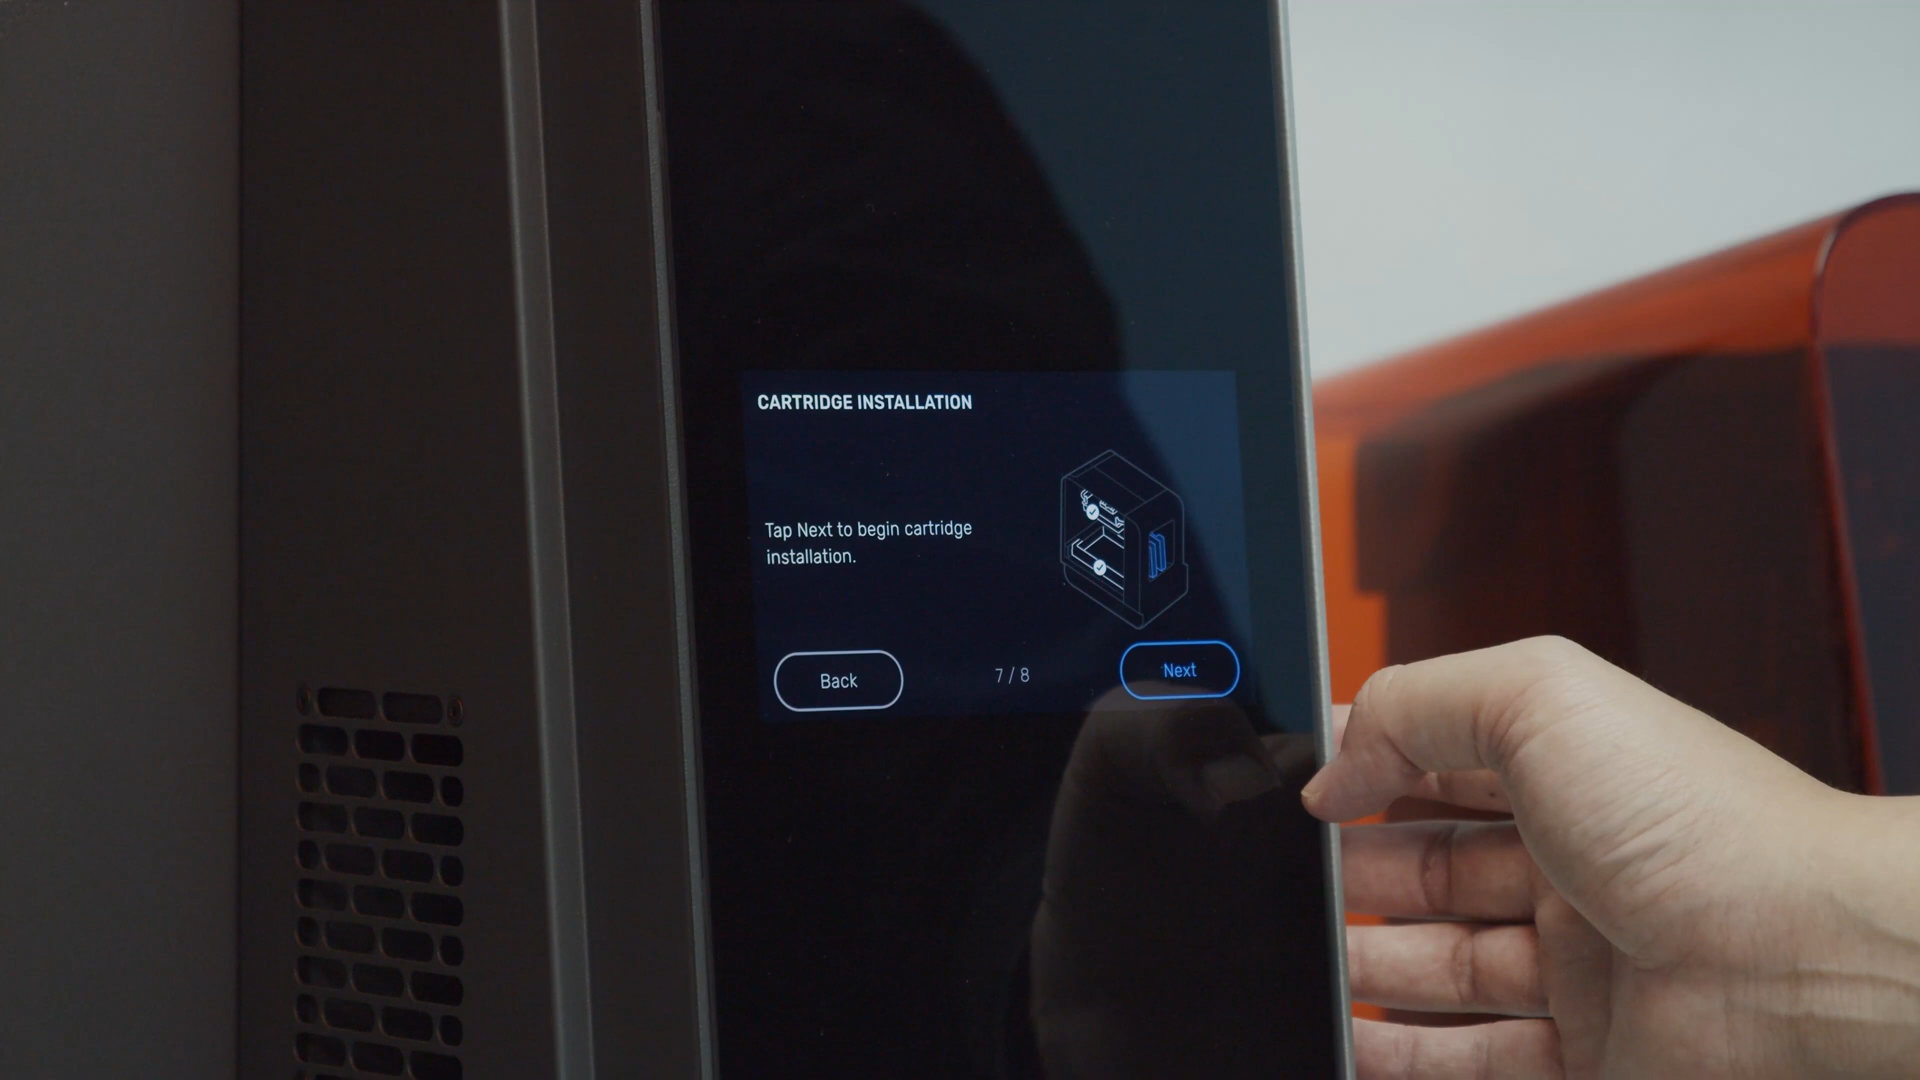 CARTRIDGE INSTALLATION
Tap Next to begin cartridge
installation.
Back
7 / 8
Next